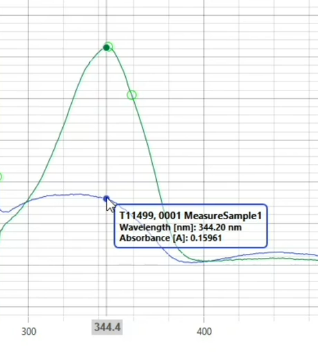 T11499, 0001 MeasureSample1
Wavelength [nm]: 344.20 nm
Absorbance [A]: 0.15961
300 344.4 400